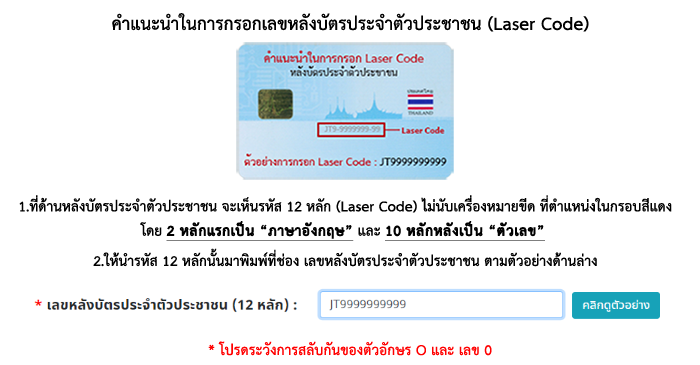 คำแนะนำในการกรอกเลขหลังบัตรประจำตัวประชาชน (Laser Code)
คำแนะนำในการกรอก Laser Code
หลังบัตรประจำตัวประชาชน
ประเทศไทย
THAILAND
JT9-9999999-99
Laser Code
ตัวอย่างการกรอก Laser Code : JT9999999999
1.ที่ด้านหลังบัตรประจำตัวประชาชน จะเห็นรหัส 12 หลัก (Laser Code) ไม่นับเครื่องหมายขีด ที่ตำแหน่งในกรอบสีแดง
โดย 2 หลักแรกเป็น “ภาษาอังกฤษ” และ 10 หลักหลังเป็น “ตัวเลข”
2.ให้นำรหัส 12 หลักนั้นมาพิมพ์ที่ช่อง เลขหลังบัตรประจำตัวประชาชน ตามตัวอย่างด้านล่าง
* เลขหลังบัตรประจำตัวประชาชน (12 หลัก) : JT9999999999 คลิกดูตัวอย่าง
* โปรดระวังการสลับกันของตัวอักษร O และ เลข 0